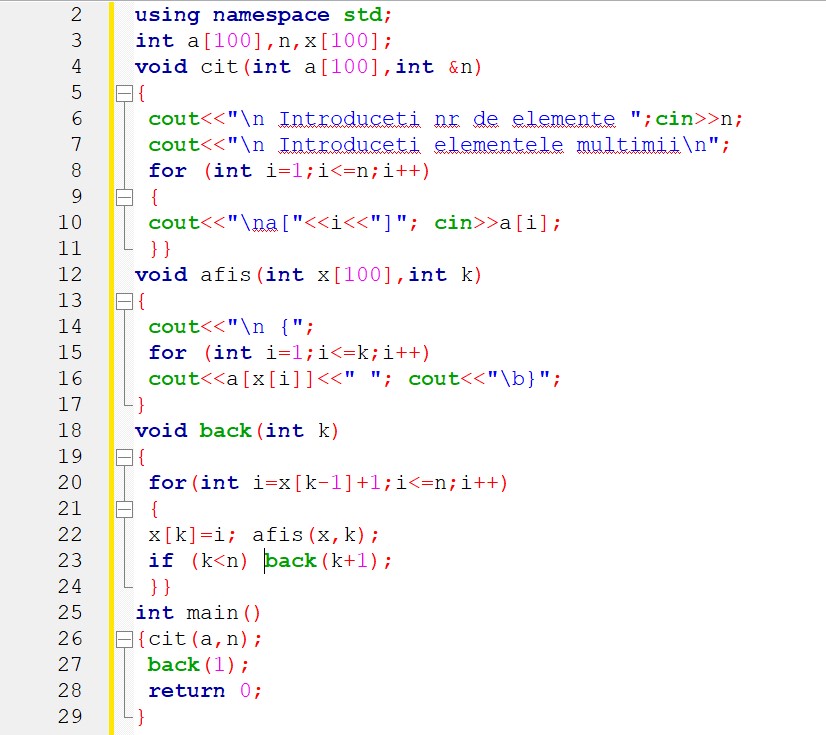 2 using namespace std;
3 int a[100],n,x[100];
4 void cit(int a[100],int &n)
5 {
6 cout<<"\n Introduceti nr de elemente ";cin>>n;
7 cout<<"\n Introduceti elementele multimii\n";
8 for (int i=1;i<=n;i++)
9 {
10 cout<<"\na["<<i<<"]"; cin>>a[i];
11 }}
12 void afis(int x[100],int k)
13 {
14 cout<<"\n {";
15 for (int i=1;i<=k;i++)
16 cout<<a[x[i]]<<" "; cout<<"\b}";
17 }
18 void back(int k)
19 {
20 for(int i=x[k-1]+1;i<=n;i++)
21 {
22 x[k]=i; afis(x,k);
23 if (k<n) back(k+1);
24 }}
25 int main()
26 {cit(a,n);
27 back(1);
28 return 0;
29 }